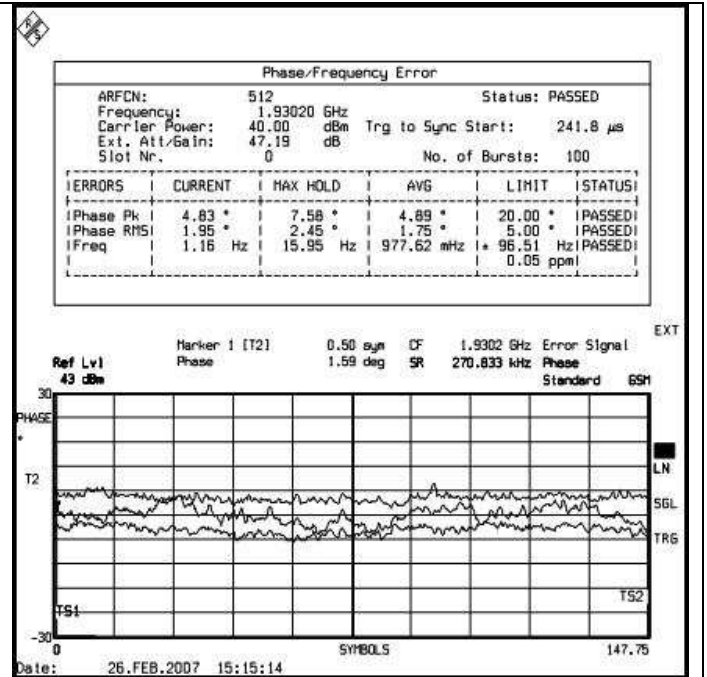 R/S
Phase/Frequency Error
ARFCN: 512 Status: PASSED
Frequency: 1.93020 GHz
Carrier Power: 40.00 dBm Trg to Sync Start: 241.8 µs
Ext. Att/Gain: 47.19 dB
Slot Nr. 0 No. of Bursts: 100
ERRORS CURRENT MAX HOLD AVG LIMIT STATUS
Phase Pk 4.83 ° 7.58 ° 4.89 ° 20.00 ° PASSED
Phase RMS 1.95 ° 2.45 ° 1.75 ° 5.00 ° PASSED
Freq 1.16 Hz 15.95 Hz 977.62 mHz ± 96.51 Hz PASSED
0.05 ppm
EXT
Marker 1 [T2] 0.50 sym CF 1.9302 GHz Error Signal
Ref Lvl Phase 1.59 deg SR 270.833 kHz Phase
43 dBm Standard GSM
30
PHASE
°
LN
T2
SGL
TRG
TS2
TS1
-30
0 SYMBOLS 147.75
Date: 26.FEB.2007 15:15:14